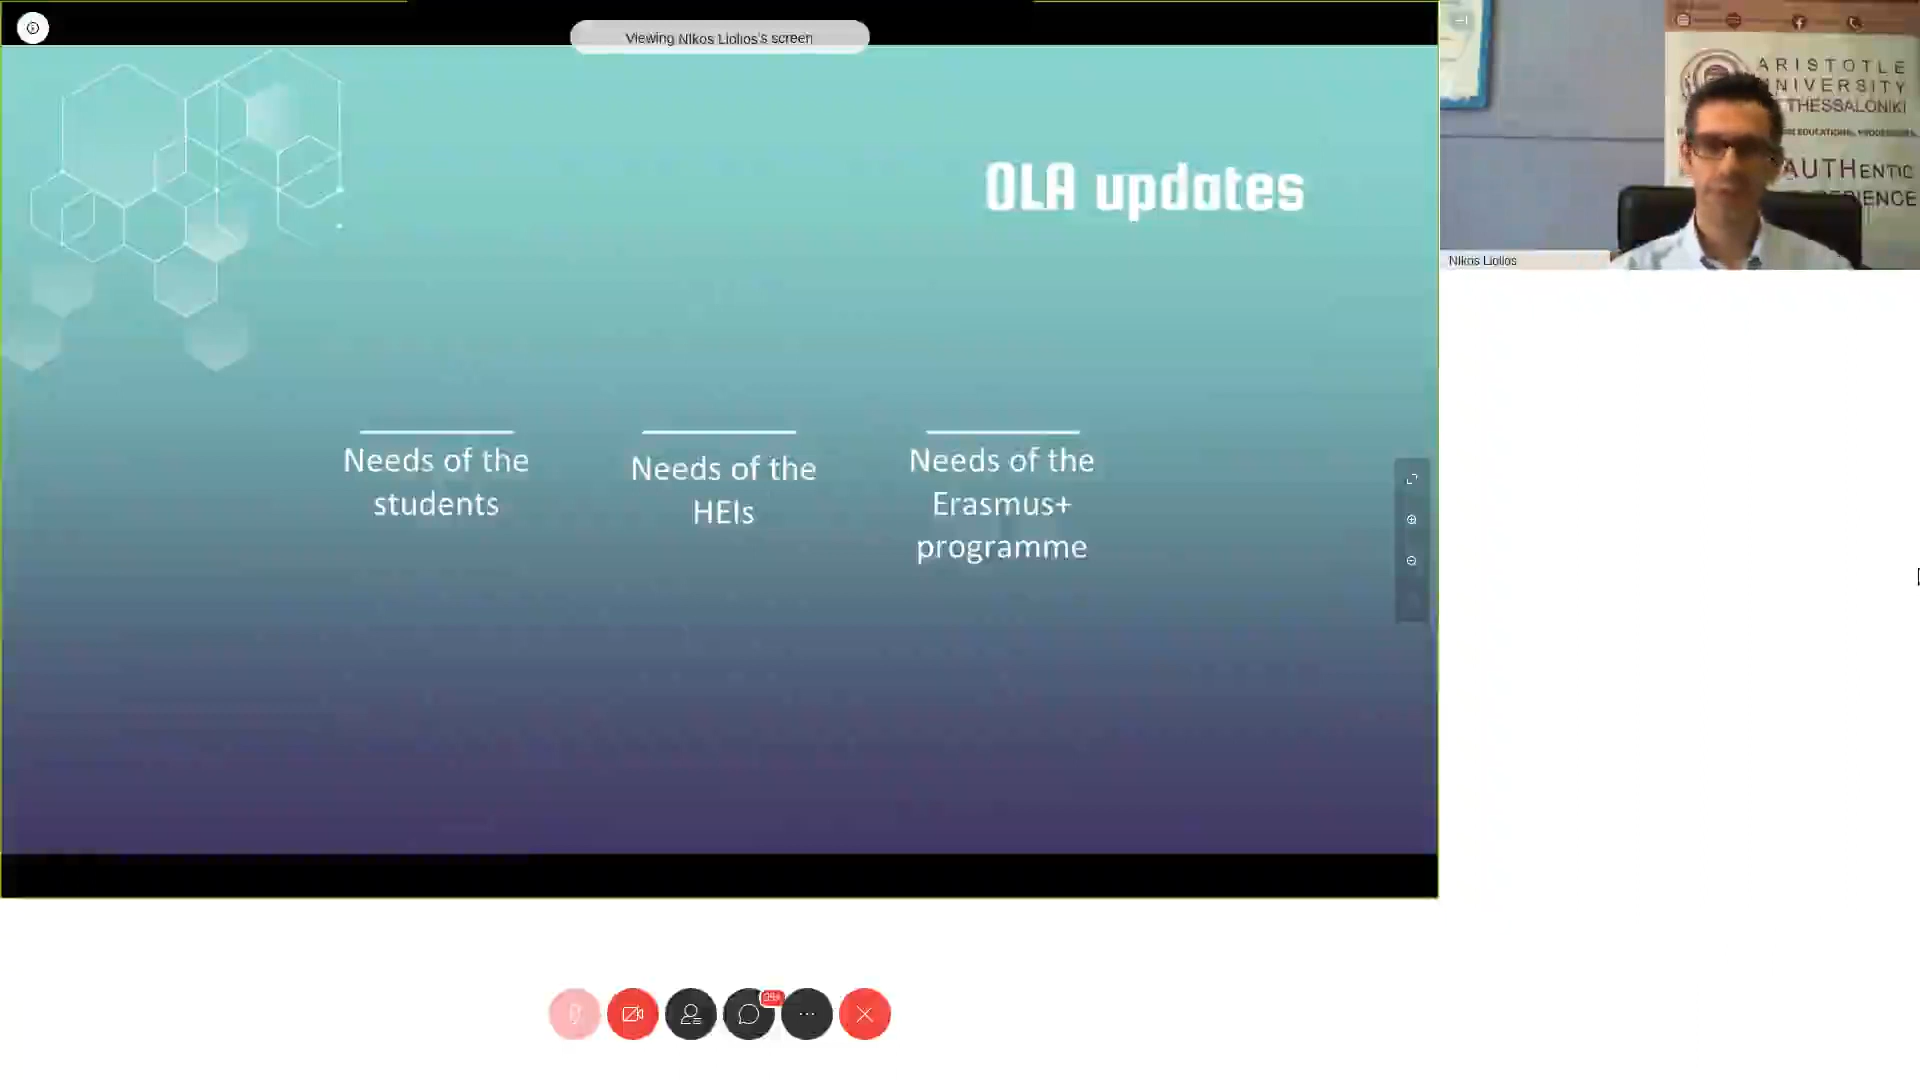 Viewing Nikos Liolios's screen
OLA updates
Needs of the
students
Needs of the
HEIs
Needs of the
Erasmus+
programme
ARISTOTLE
UNIVERSITY
THESSALONIKI
AUTHENTIC
Nikos Liolios
99+